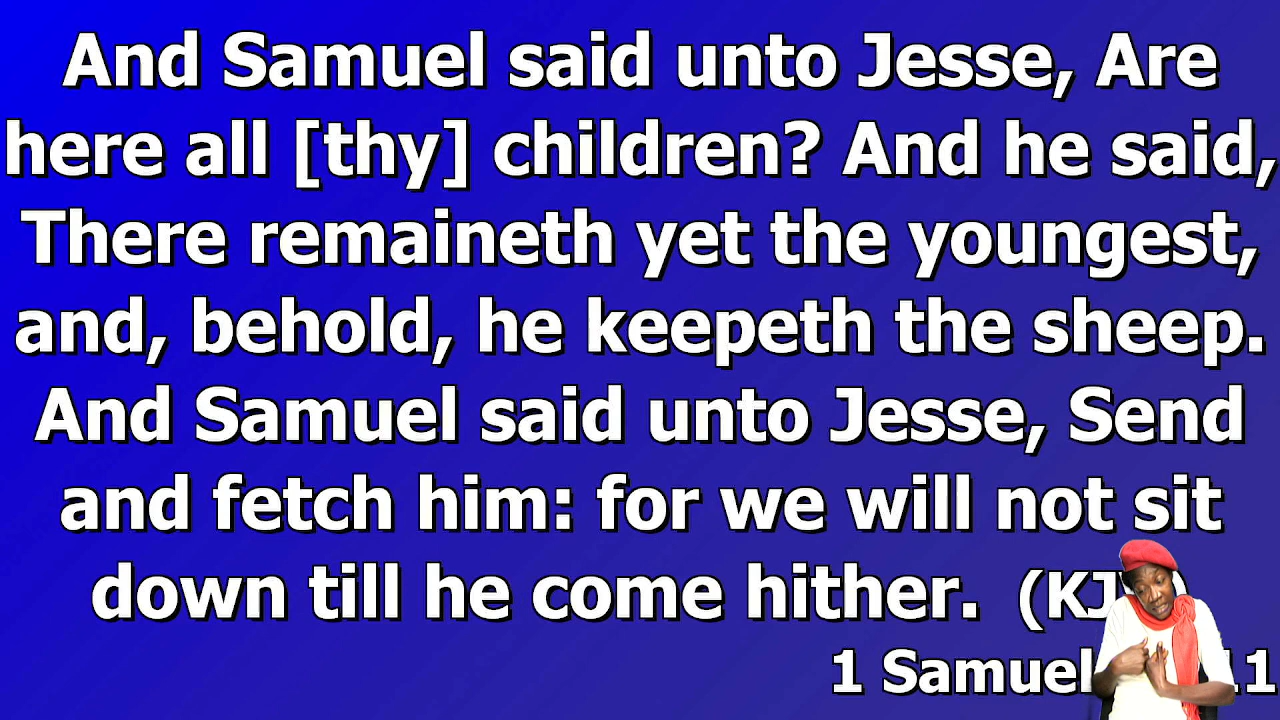 And Samuel said unto Jesse, Are
here all [thy] children? And he said,
There remaineth yet the youngest,
and, behold, he keepeth the sheep.
And Samuel said unto Jesse, Send
and fetch him: for we will not sit
down till he come hither. (KJ
1 Samuel 11